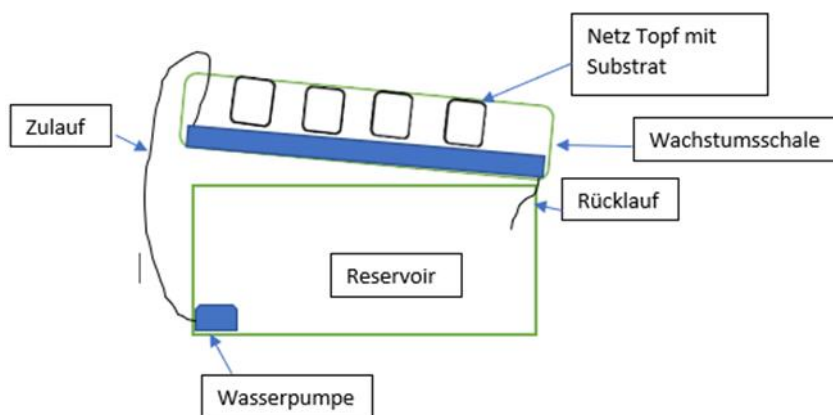 Netz Topf mit
Substrat
Zulauf
Wachstumsschale
Rücklauf
Reservoir
Wasserpumpe